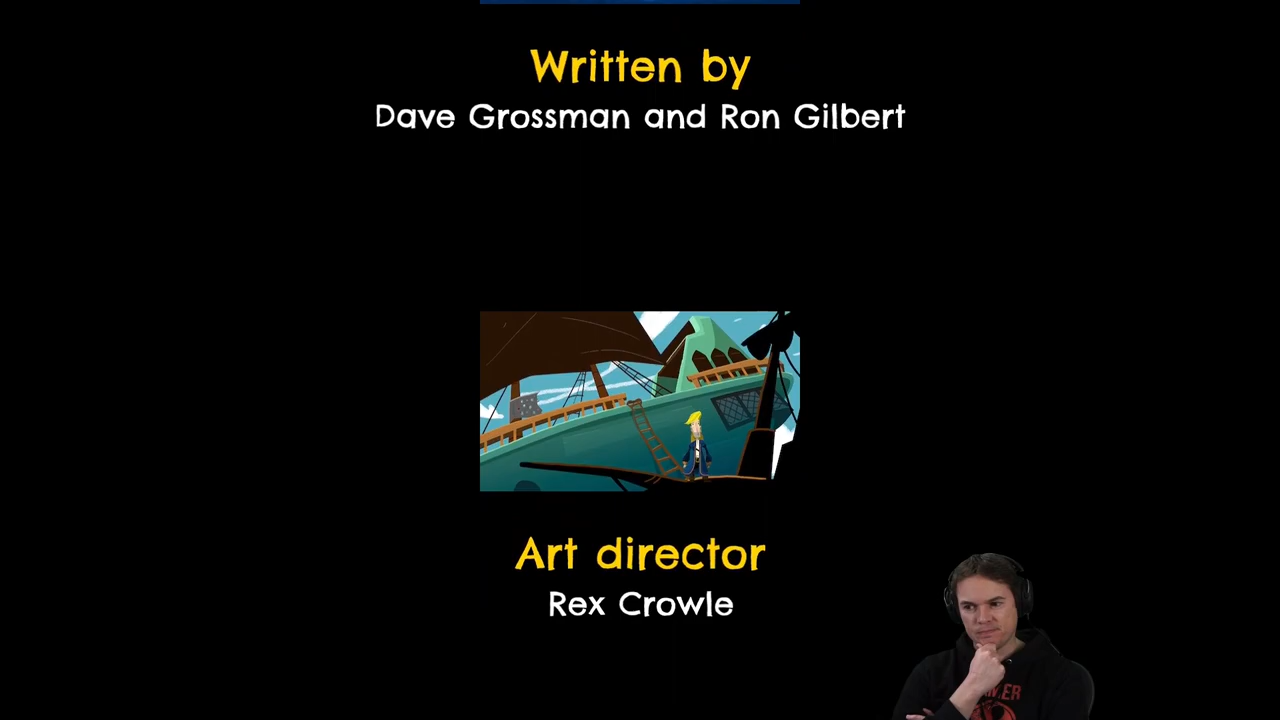 Written by
Dave Grossman and Ron Gilbert
Art director
Rex Crowle